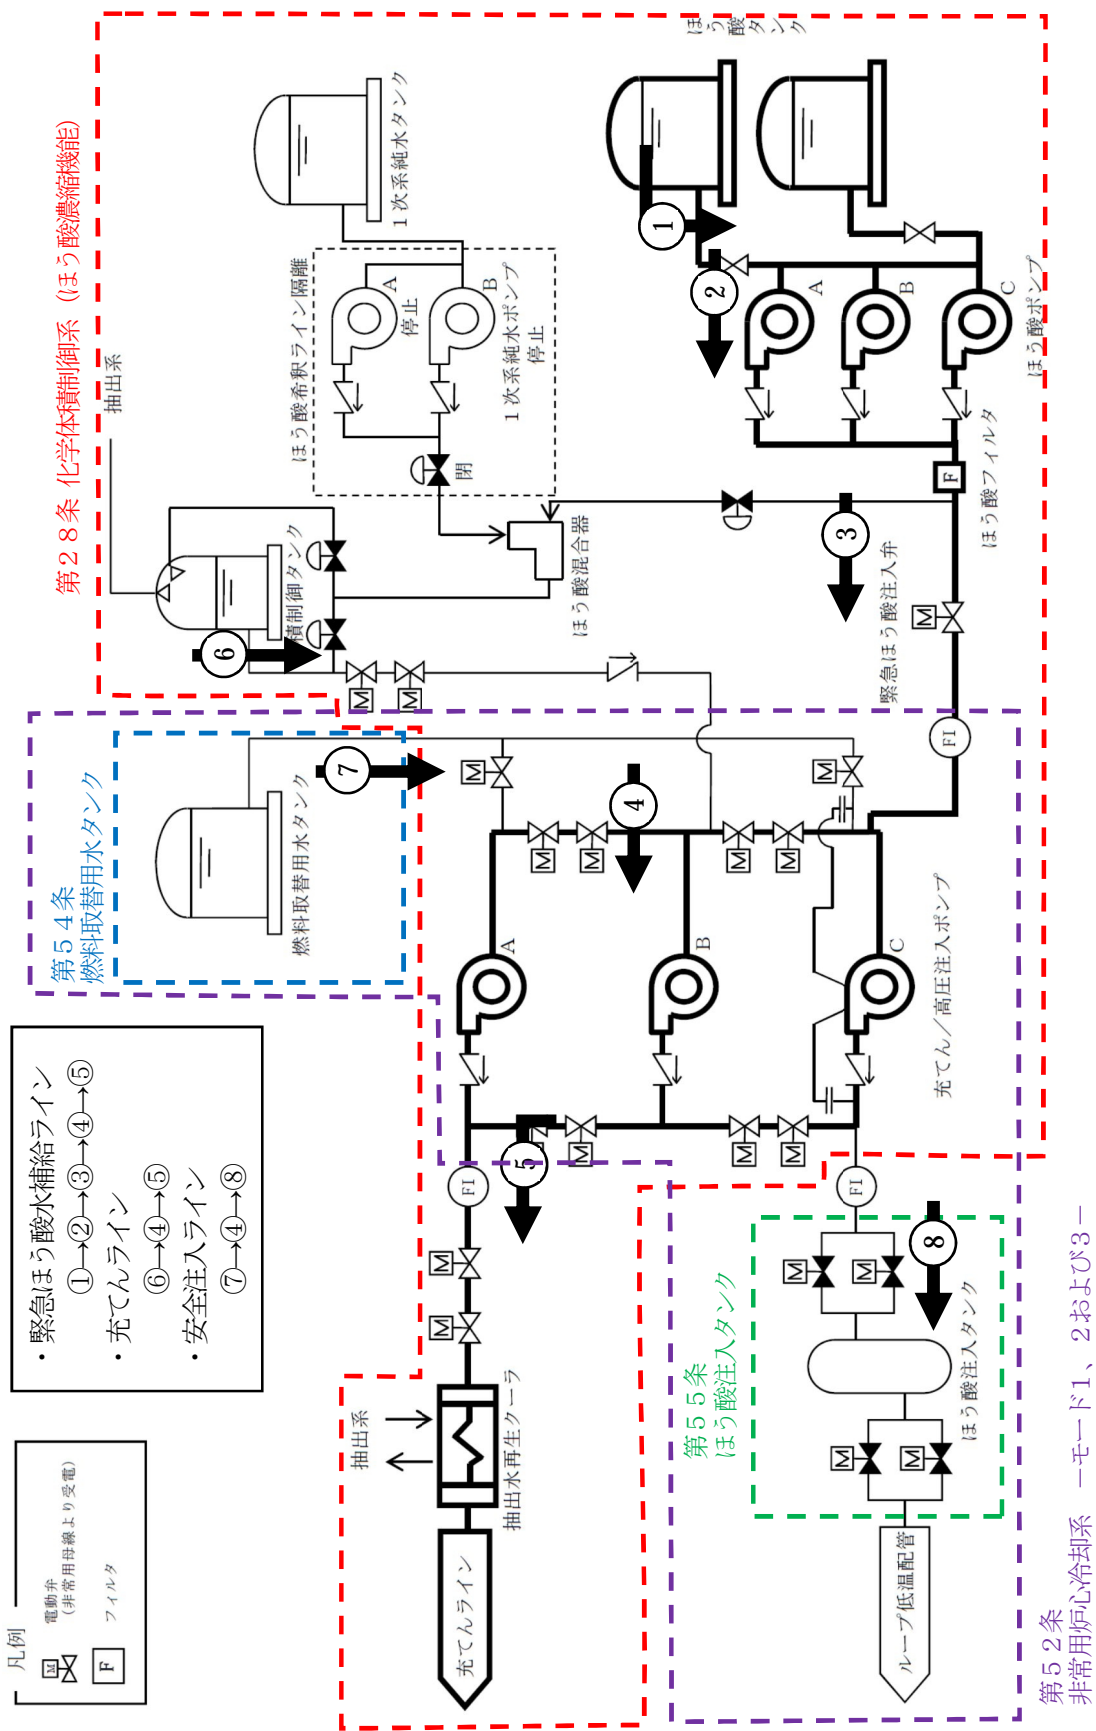 凡例
M
電動弁
(非常用母線より受電)
F
フィルタ
・緊急ほう酸水補給ライン
①→②→③→④→⑤
・充てんライン
⑥→④→⑤
・安全注入ライン
⑦→④→⑧
第54条
燃料取替用水タンク
燃料取替用水タンク
第28条 化学体積制御系（ほう酸濃縮機能）
抽出系
積制御タンク
ほう酸希釈ライン隔離
A
停止
B
1次系純水ポンプ
停止
閉
1次系純水タンク
ほう酸混合器
ほう酸タンク
①
②
③
④
⑤
⑥
⑦
⑧
A
B
C
ほう酸ポンプ
F
ほう酸フィルタ
緊急ほう酸注入弁
M
FI
M
M
M
M
M
M
M
M
A
B
C
充てん／高圧注入ポンプ
M
M
M
M
FI
M
M
抽出系
抽出水再生クーラ
充てんライン
FI
第55条
ほう酸注入タンク
M
M
ほう酸注入タンク
M
M
ループ低温配管
第52条
非常用炉心冷却系　－モード1、2および3－